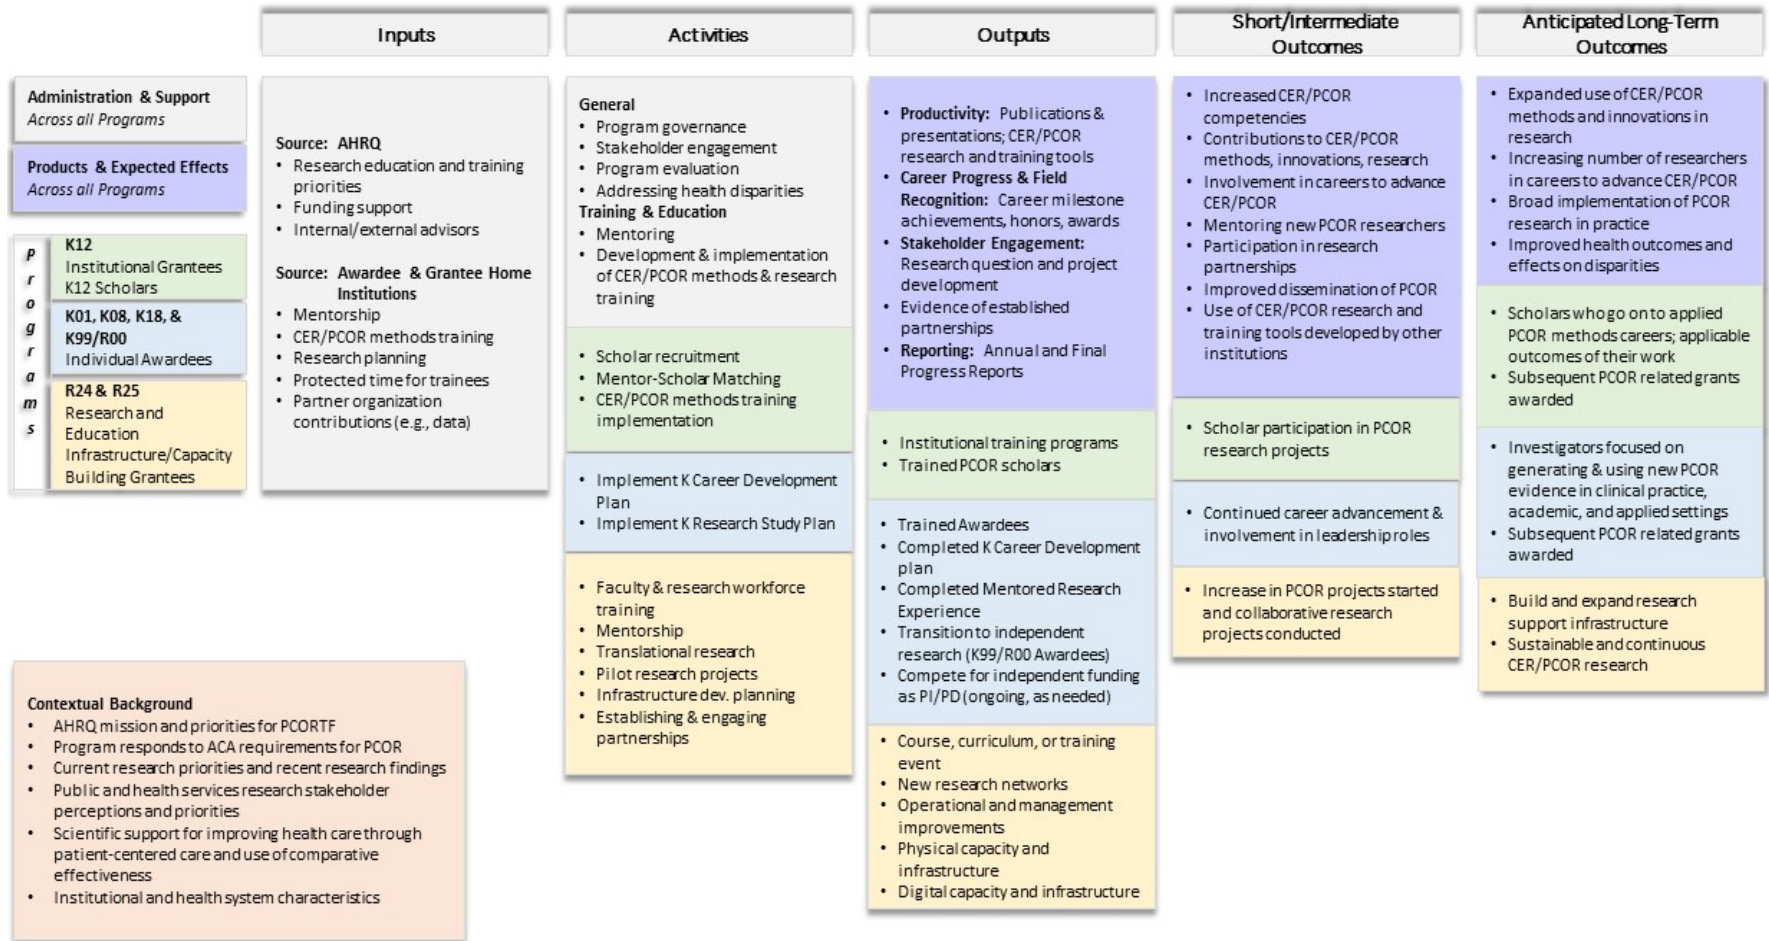 Inputs
Activities
Outputs
Short/Intermediate
Outcomes
Anticipated Long-Term
Outcomes
Administration & Support
Across all Programs
Products & Expected Effects
Across all Programs
Programs
K12
Institutional Grantees
K12 Scholars
K01, K08, K18, &
K99/R00
Individual Awardees
R24 & R25
Research and
Education
Infrastructure/Capacity
Building Grantees
Source: AHRQ
• Research education and training
priorities
• Funding support
• Internal/external advisors
Source: Awardee & Grantee Home
Institutions
• Mentorship
• CER/PCOR methods training
• Research planning
• Protected time for trainees
• Partner organization
contributions (e.g., data)
General
• Program governance
• Stakeholder engagement
• Program evaluation
• Addressing health disparities
Training & Education
• Mentoring
• Development & implementation
of CER/PCOR methods & research
training
• Scholar recruitment
• Mentor-Scholar Matching
• CER/PCOR methods training
implementation
• Implement K Career Development
Plan
• Implement K Research Study Plan
• Faculty & research workforce
training
• Mentorship
• Translational research
• Pilot research projects
• Infrastructure dev. planning
• Establishing & engaging
partnerships
• Productivity: Publications &
presentations; CER/PCOR
research and training tools
• Career Progress & Field
Recognition: Career milestone
achievements, honors, awards
• Stakeholder Engagement:
Research question and project
development
• Evidence of established
partnerships
• Reporting: Annual and Final
Progress Reports
• Institutional training programs
• Trained PCOR scholars
• Trained Awardees
• Completed K Career Development
plan
• Completed Mentored Research
Experience
• Transition to independent
research (K99/R00 Awardees)
• Compete for independent funding
as PI/PD (ongoing, as needed)
• Course, curriculum, or training
event
• New research networks
• Operational and management
improvements
• Physical capacity and
infrastructure
• Digital capacity and infrastructure
• Increased CER/PCOR
competencies
• Contributions to CER/PCOR
methods, innovations, research
• Involvement in careers to advance
CER/PCOR
• Mentoring new PCOR researchers
• Participation in research
partnerships
• Improved dissemination of PCOR
• Use of CER/PCOR research and
training tools developed by other
institutions
• Scholar participation in PCOR
research projects
• Continued career advancement &
involvement in leadership roles
• Increase in PCOR projects started
and collaborative research
projects conducted
• Expanded use of CER/PCOR
methods and innovations in
research
• Increasing number of researchers
in careers to advance CER/PCOR
• Broad implementation of PCOR
research in practice
• Improved health outcomes and
effects on disparities
• Scholars who go on to applied
PCOR methods careers; applicable
outcomes of their work
• Subsequent PCOR related grants
awarded
• Investigators focused on
generating & using new PCOR
evidence in clinical practice,
academic, and applied settings
• Subsequent PCOR related grants
awarded
• Build and expand research
support infrastructure
• Sustainable and continuous
CER/PCOR research
Contextual Background
• AHRQ mission and priorities for PCORTF
• Program responds to ACA requirements for PCOR
• Current research priorities and recent research findings
• Public and health services research stakeholder
perceptions and priorities
• Scientific support for improving health care through
patient-centered care and use of comparative
effectiveness
• Institutional and health system characteristics